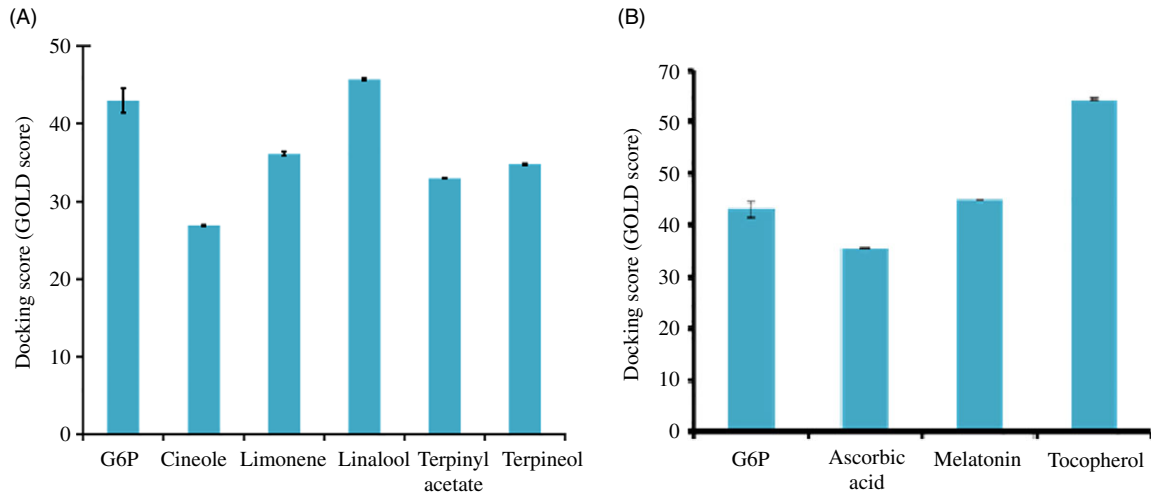 (A)
Docking score (GOLD score)
50
40
30
20
10
0
G6P Cineole Limonene Linalool Terpinyl acetate Terpineol
(B)
Docking score (GOLD score)
70
50
50
40
30
20
10
0
G6P Ascorbic acid Melatonin Tocopherol